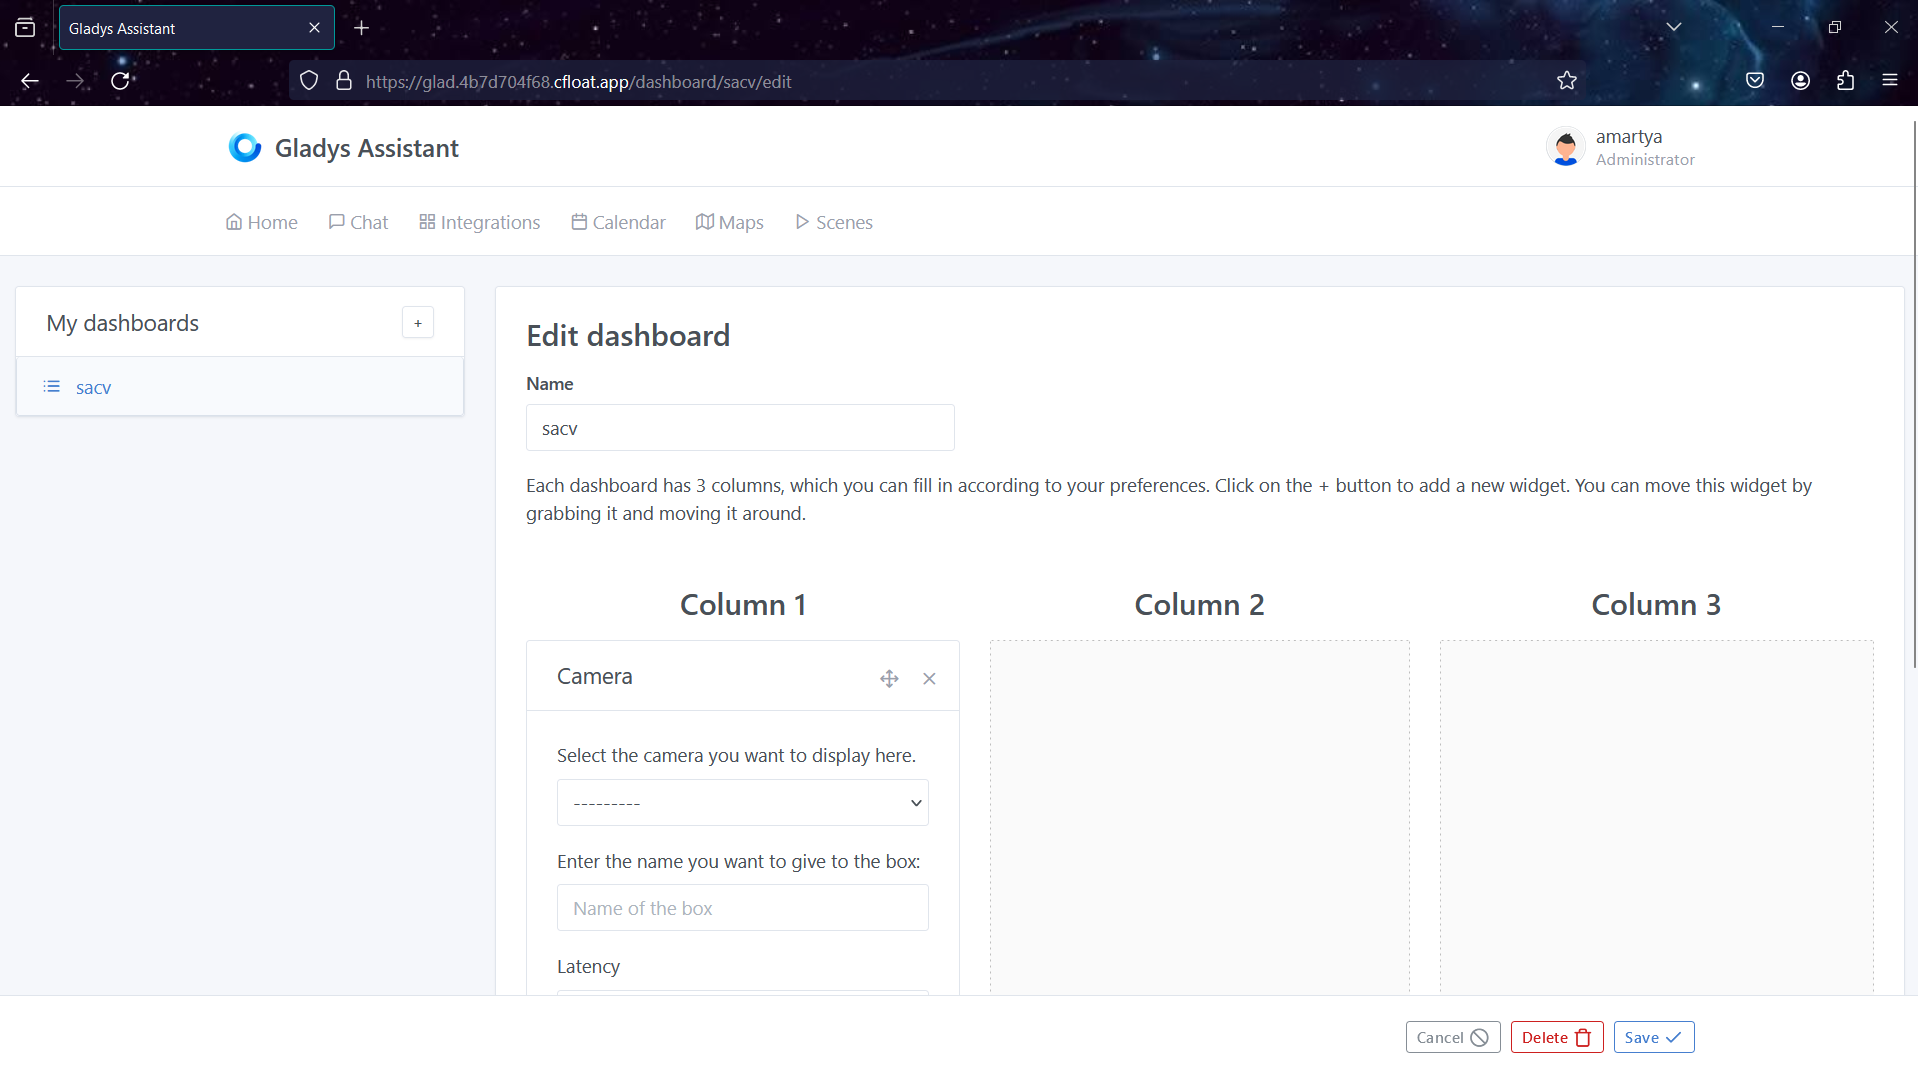 Gladys Assistant
https://glad.4b7d704f68.cfloat.app/dashboard/sacv/edit
Gladys Assistant
amartya
Administrator
Home Chat Integrations Calendar Maps Scenes
My dashboards +
sacv
Edit dashboard
Name
sacv
Each dashboard has 3 columns, which you can fill in according to your preferences. Click on the + button to add a new widget. You can move this widget by
grabbing it and moving it around.
Column 1 Column 2 Column 3
Camera
Select the camera you want to display here.
---------
Enter the name you want to give to the box:
Name of the box
Latency
Cancel Delete Save